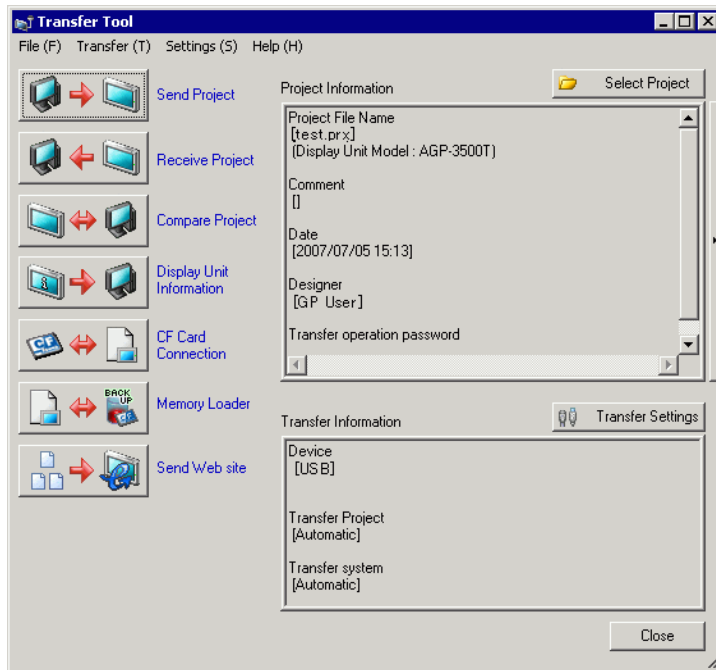 Transfer Tool
File (F) Transfer (T) Settings (S) Help (H)
Send Project
Receive Project
Compare Project
Display Unit
Information
CF
CF Card
Connection
BACK
UP
CF
Memory Loader
Send Web site
Project Information
Select Project
Project File Name
[test.prx]
(Display Unit Model : AGP-3500T)
Comment
[]
Date
[2007/07/05 15:13]
Designer
[GP User]
Transfer operation password
Transfer Information
Transfer Settings
Device
[USB]
Transfer Project
[Automatic]
Transfer system
[Automatic]
Close